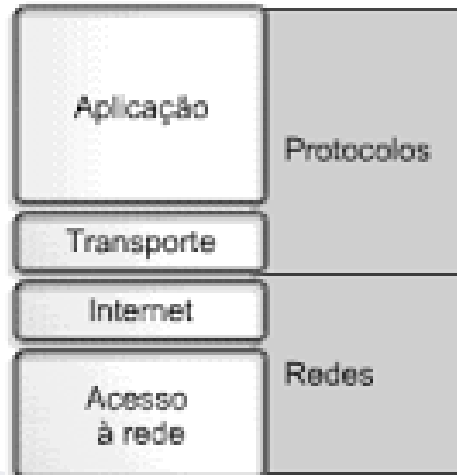 Aplicação
Protocolos
Transporte
Internet
Redes
Acesso
à rede